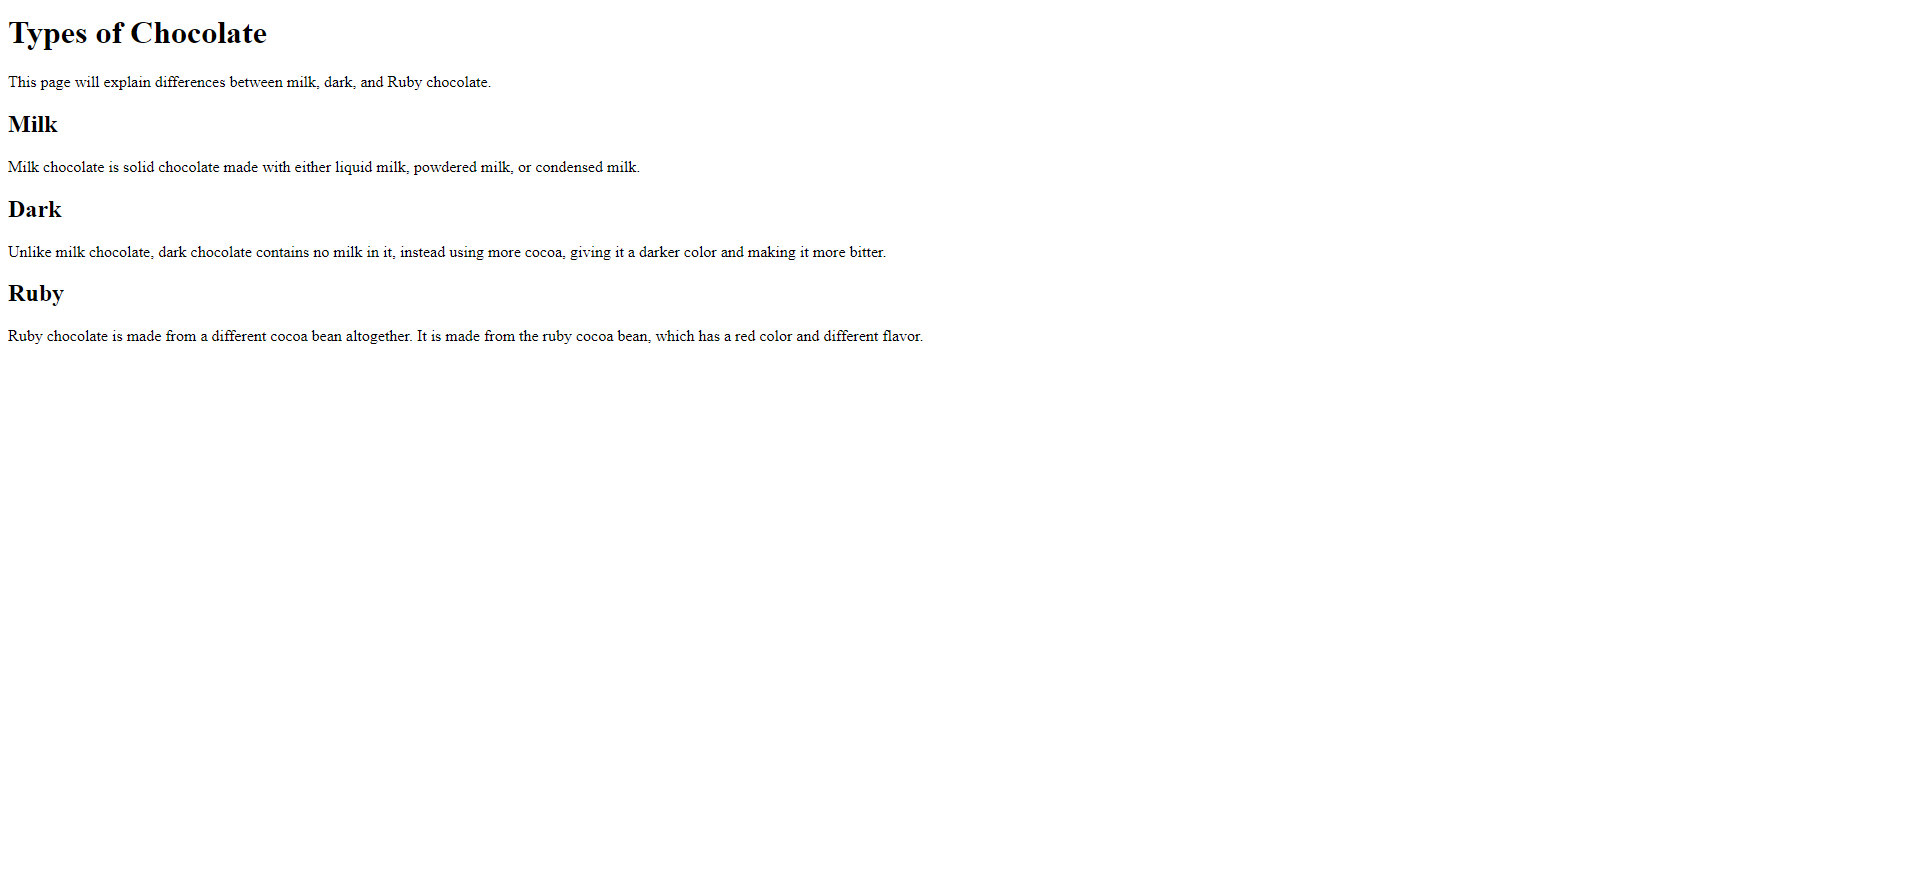 Types of Chocolate
This page will explain differences between milk, dark, and Ruby chocolate.
Milk
Milk chocolate is solid chocolate made with either liquid milk, powdered milk, or condensed milk.
Dark
Unlike milk chocolate, dark chocolate contains no milk in it, instead using more cocoa, giving it a darker color and making it more bitter.
Ruby
Ruby chocolate is made from a different cocoa bean altogether. It is made from the ruby cocoa bean, which has a red color and different flavor.